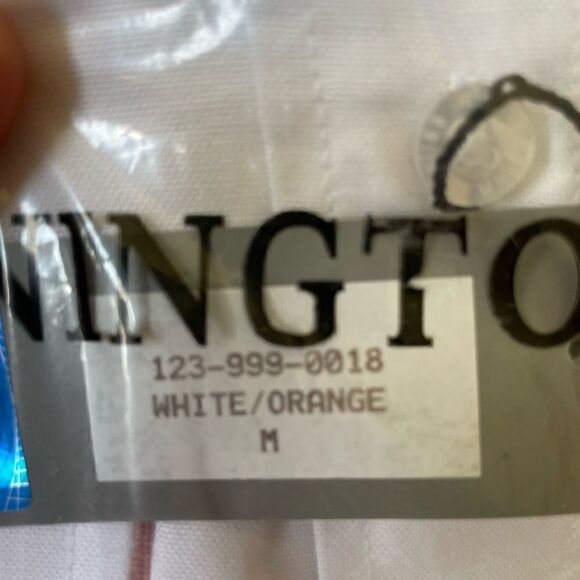 NINGTO
123-999-0018
WHITE/ORANGE
M